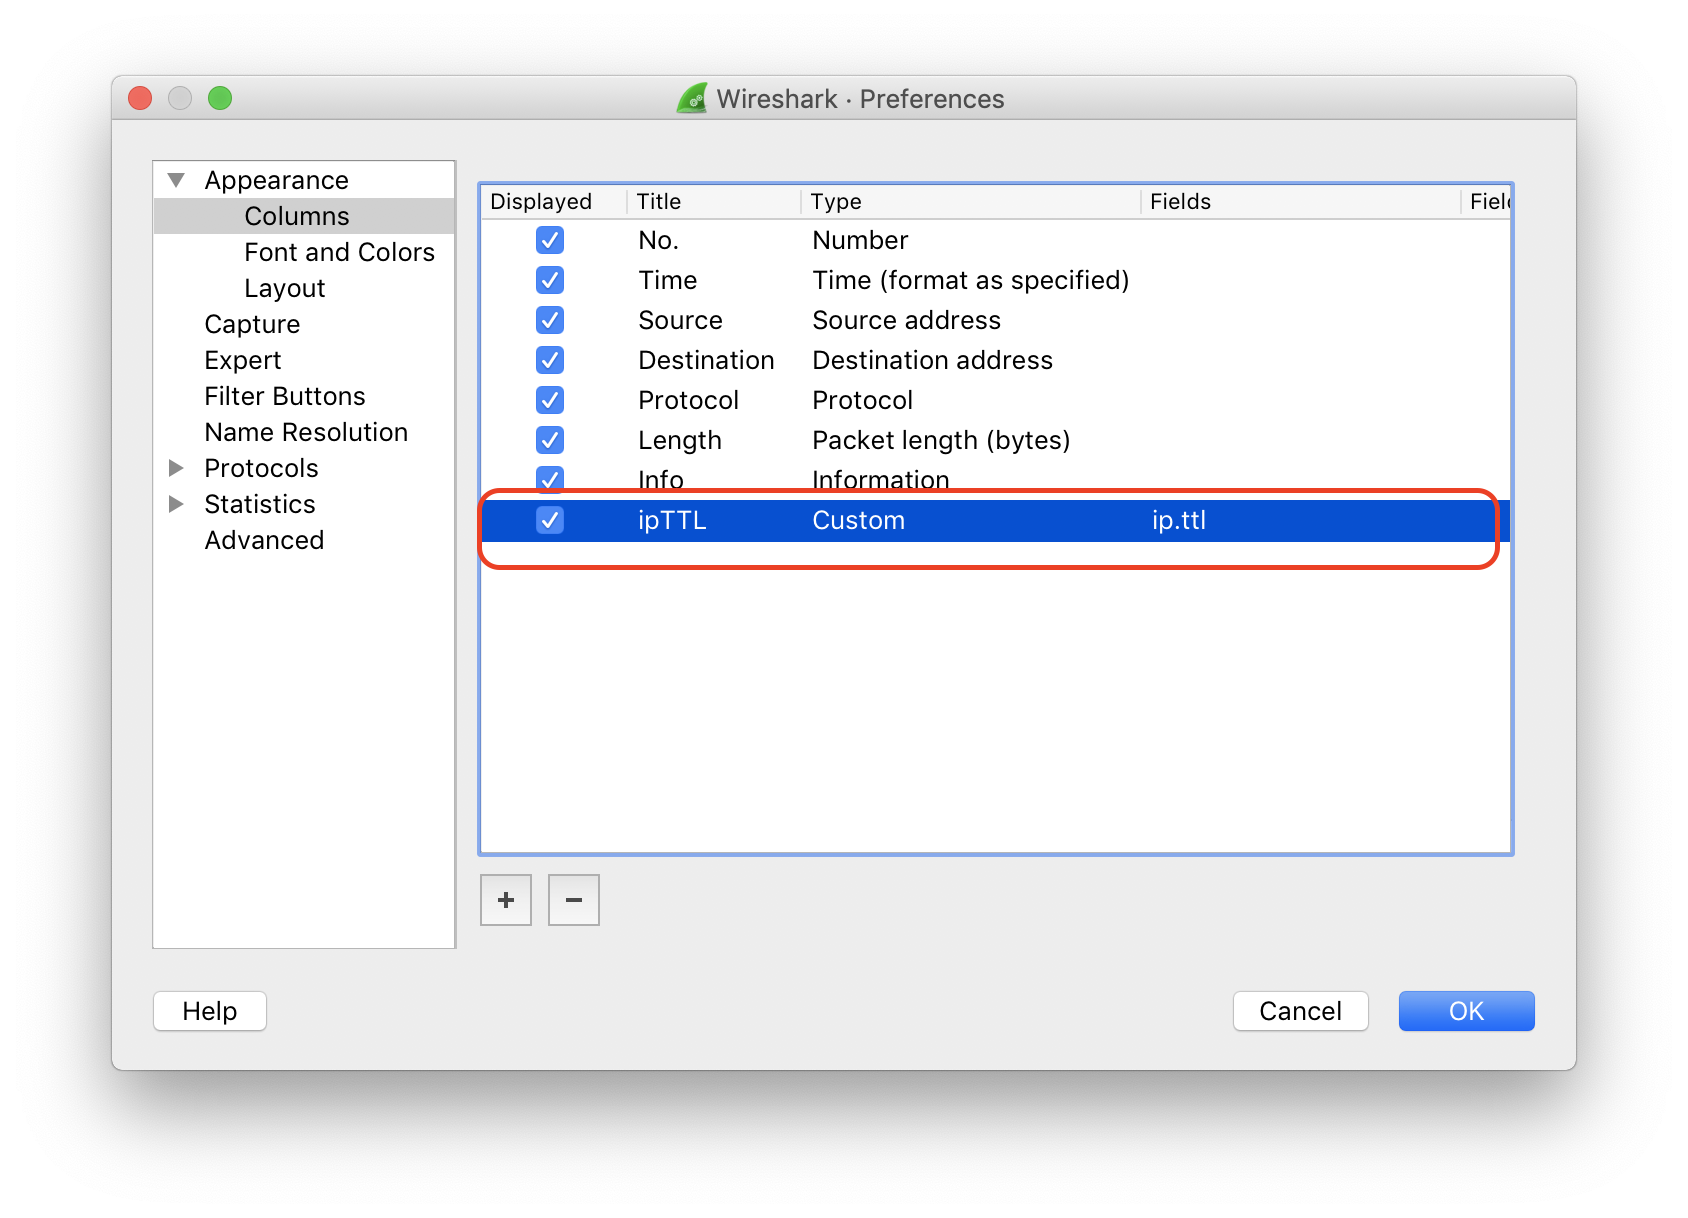 Wireshark · Preferences
Appearance
Columns
Font and Colors
Layout
Capture
Expert
Filter Buttons
Name Resolution
Protocols
Statistics
Advanced
Displayed Title Type Fields
No. Number
Time Time (format as specified)
Source Source address
Destination Destination address
Protocol Protocol
Length Packet length (bytes)
Info Information
ipTTL Custom ip.ttl
+ −
Help Cancel OK